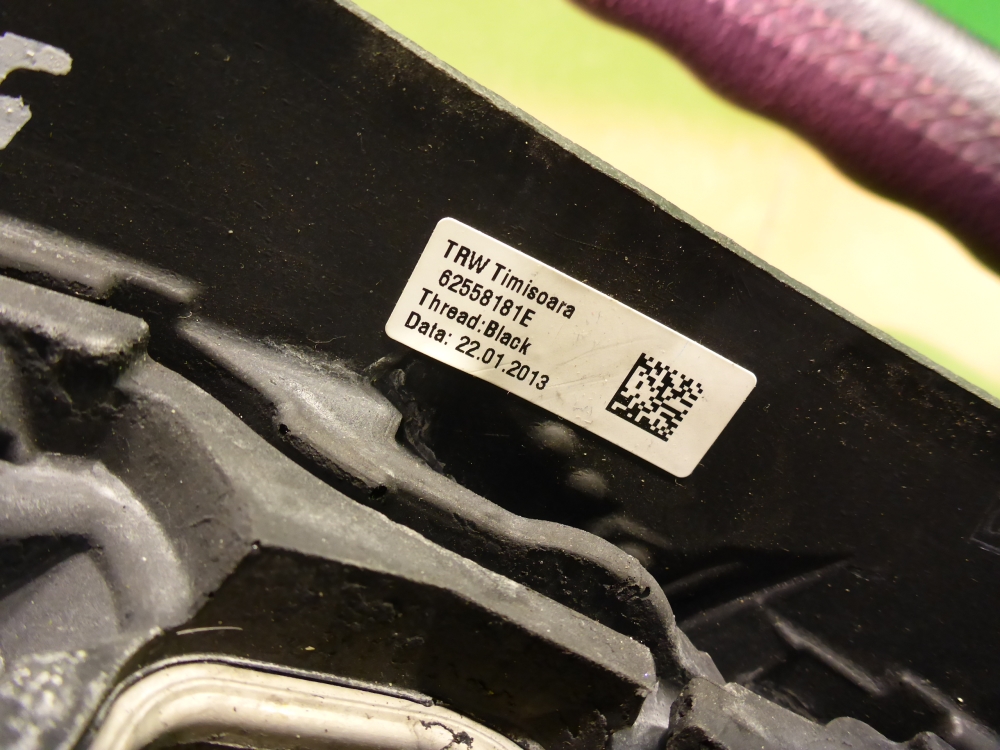 TRW Timisoara
62558181E
Thread:Black
Data: 22.01.2013